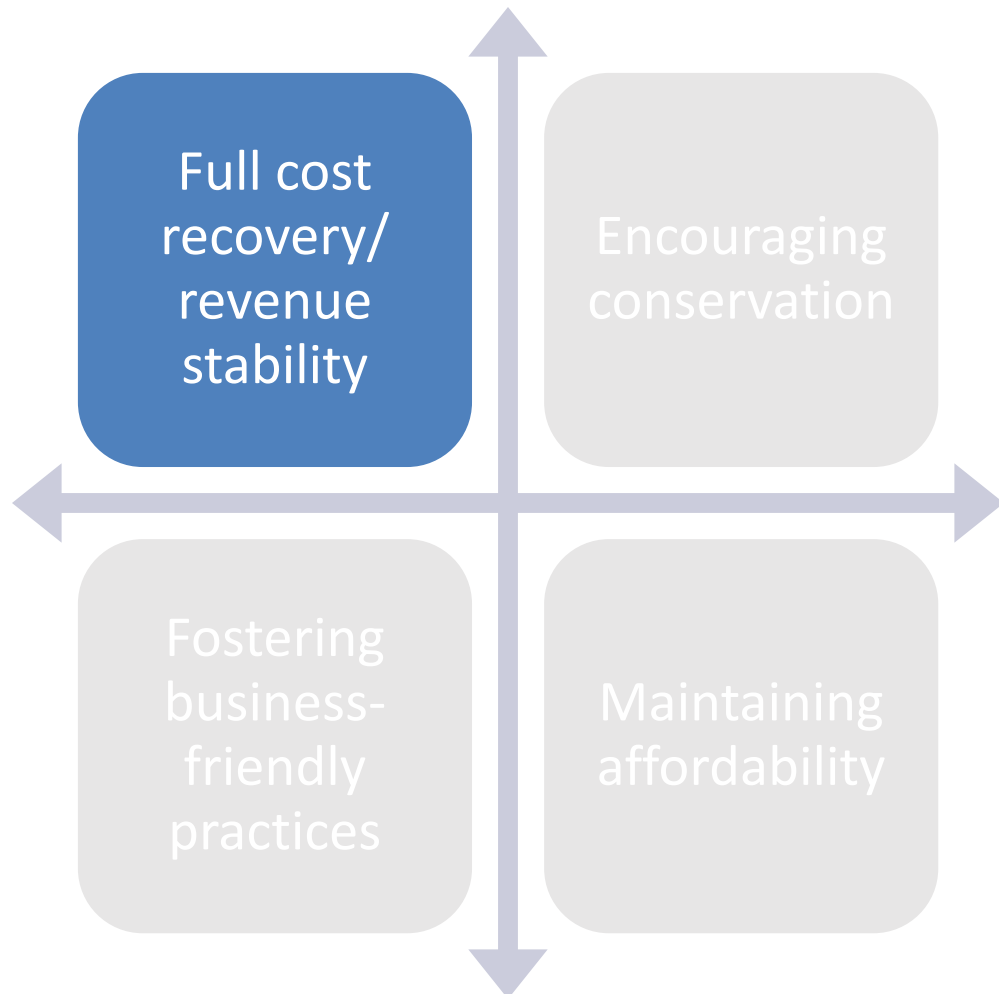 Full cost
recovery/
revenue
stability
Encouraging
conservation
Fostering
business-
friendly
practices
Maintaining
affordability